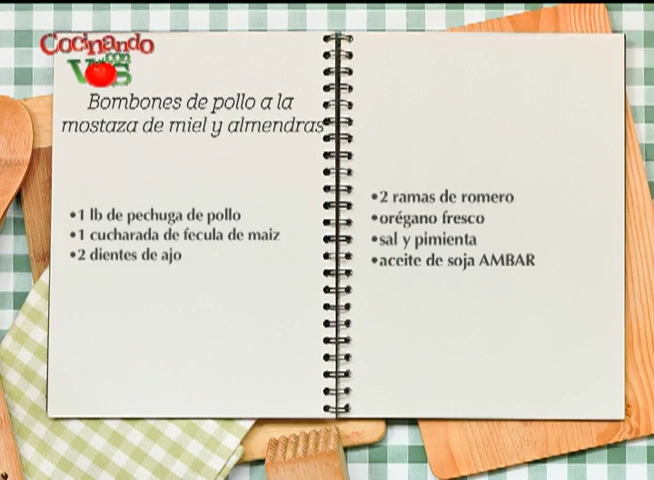 Cocinando
con
VOS
Bombones de pollo a la
mostaza de miel y almendras
•1 lb de pechuga de pollo
•1 cucharada de fecula de maiz
•2 dientes de ajo
•2 ramas de romero
•orégano fresco
•sal y pimienta
•aceite de soja AMBAR